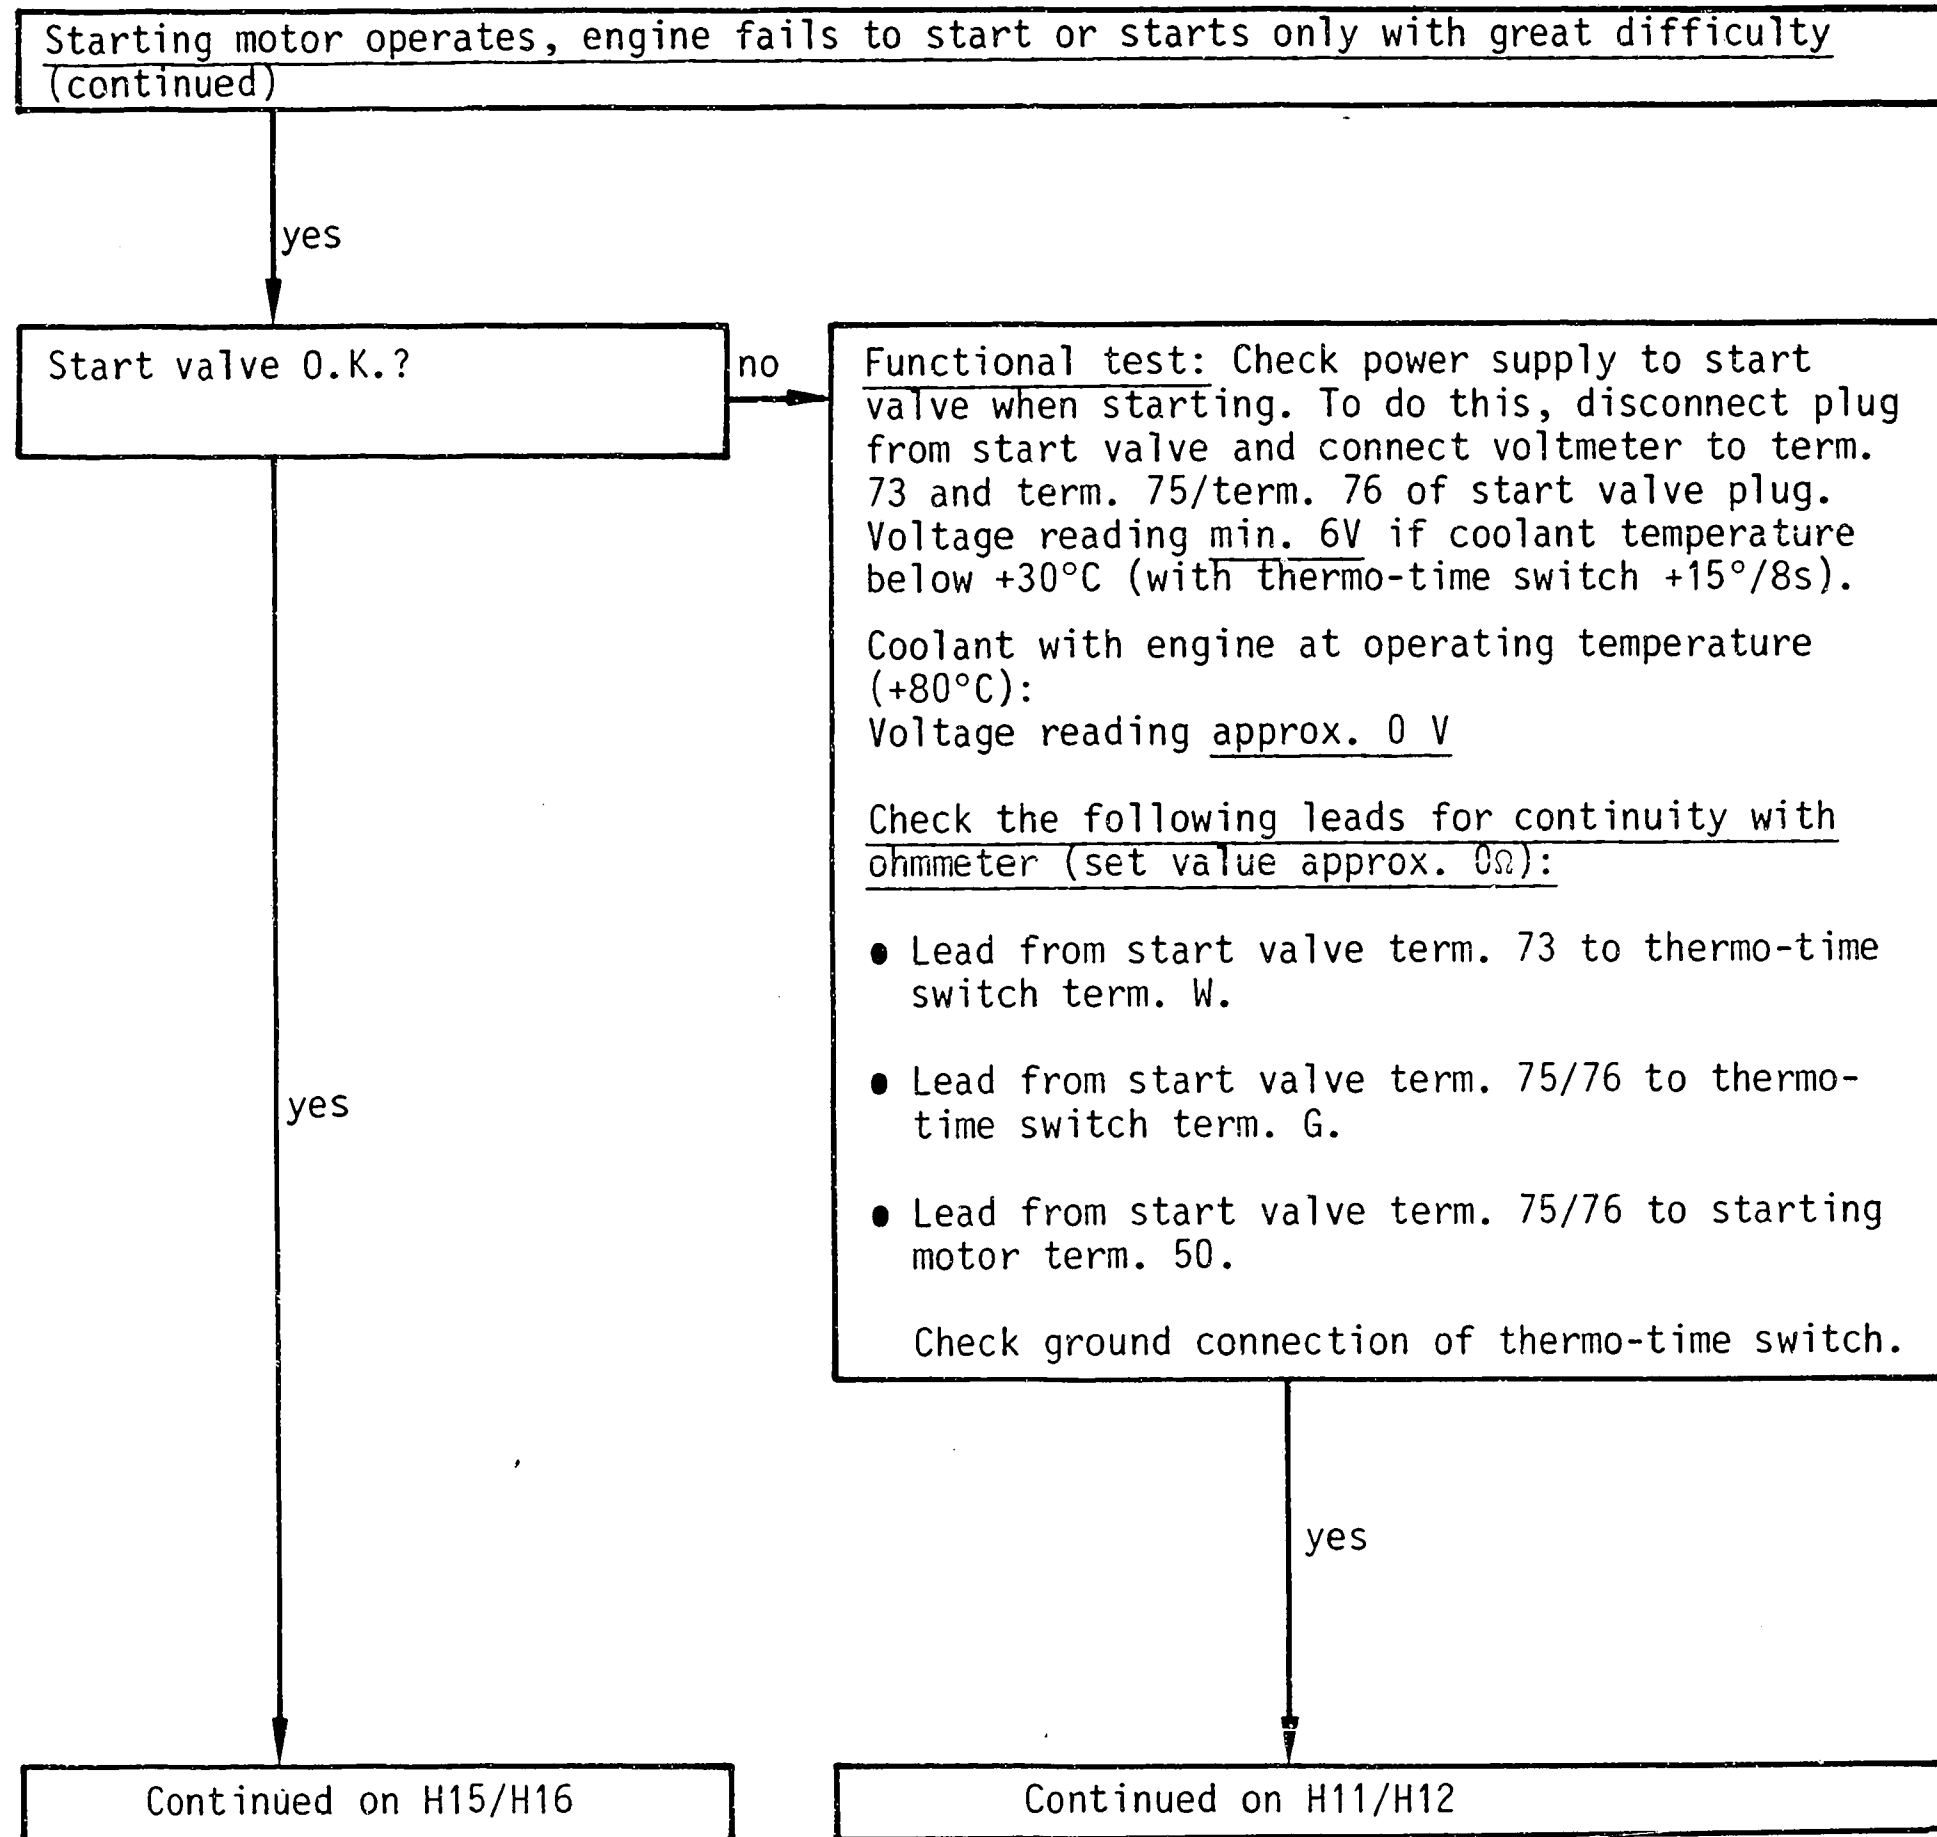 Starting motor operates, engine fails to start or starts only with great difficulty
(continued)
yes
Start valve O.K.?
no
Functional test: Check power supply to start
valve when starting. To do this, disconnect plug
from start valve and connect voltmeter to term.
73 and term. 75/term. 76 of start valve plug.
Voltage reading min. 6V if coolant temperature
below +30°C (with thermo-time switch +15°/8s).
Coolant with engine at operating temperature
(+80°C):
Voltage reading approx. 0 V
Check the following leads for continuity with
ohmmeter (set value approx. 0Ω):
● Lead from start valve term. 73 to thermo-time
switch term. W.
● Lead from start valve term. 75/76 to thermo-
time switch term. G.
● Lead from start valve term. 75/76 to starting
motor term. 50.
Check ground connection of thermo-time switch.
yes
yes
Continued on H15/H16
Continued on H11/H12